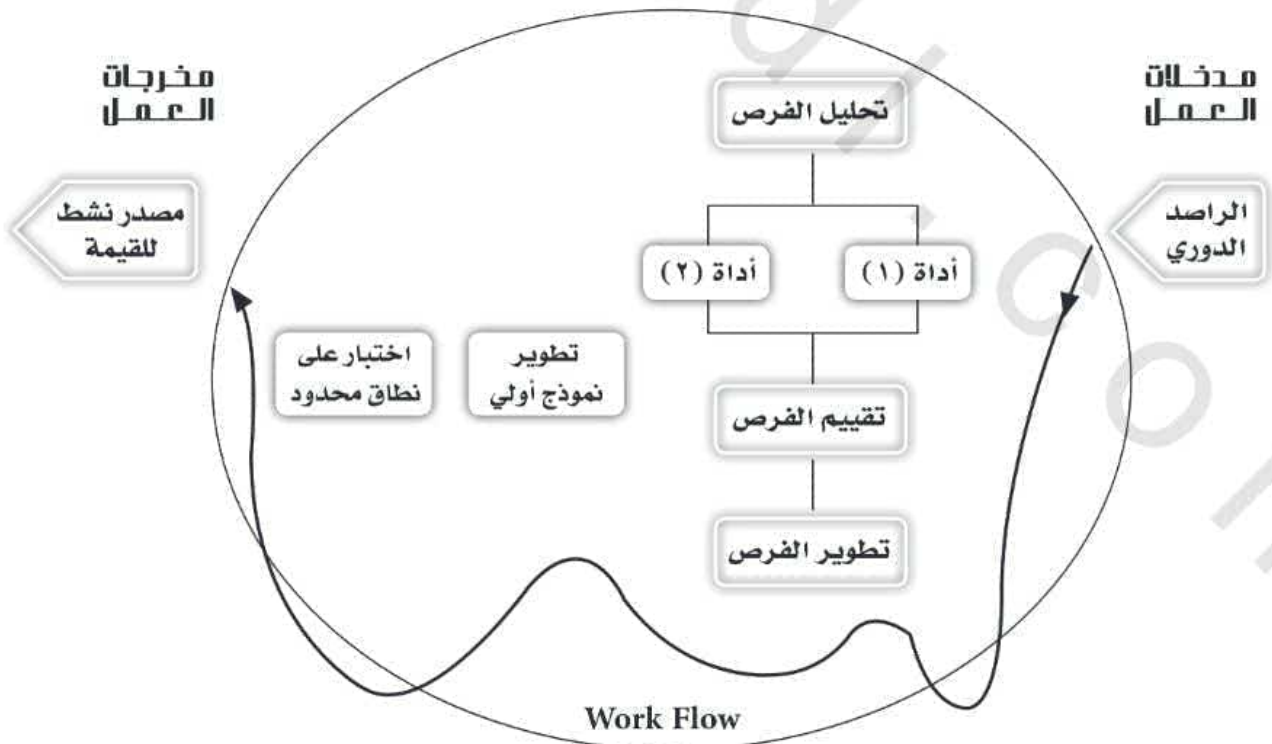 مدخلات
العمل
مخرجات
العمل
الراصد
الدوري
تحليل الفرص
أداة (١)
أداة (٢)
تقييم الفرص
تطوير الفرص
تطوير
نموذج أولي
اختبار على
نطاق محدود
مصدر نشط
للقيمة
Work Flow